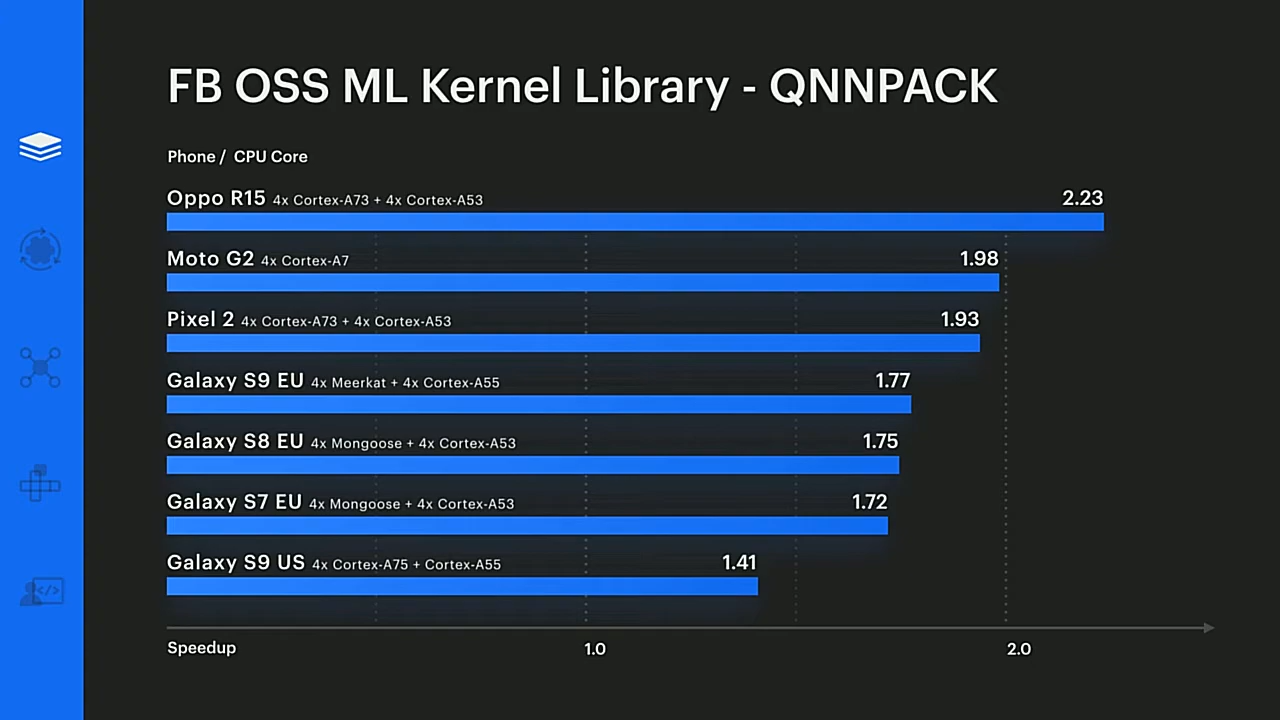 FB OSS ML Kernel Library - QNNPACK
Phone / CPU Core
Oppo R15 4x Cortex-A73 + 4x Cortex-A53 2.23
Moto G2 4x Cortex-A7 1.98
Pixel 2 4x Cortex-A73 + 4x Cortex-A53 1.93
Galaxy S9 EU 4x Meerkat + 4x Cortex-A55 1.77
Galaxy S8 EU 4x Mongoose + 4x Cortex-A53 1.75
Galaxy S7 EU 4x Mongoose + 4x Cortex-A53 1.72
Galaxy S9 US 4x Cortex-A75 + Cortex-A55 1.41
Speedup 1.0 2.0